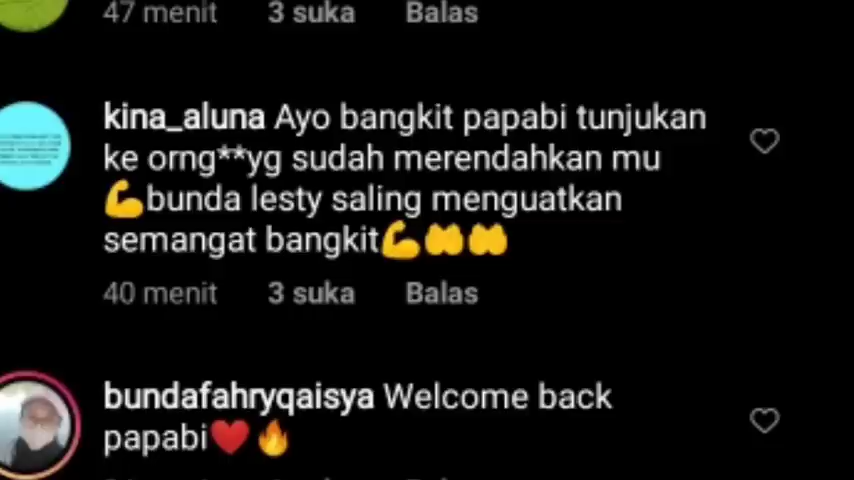 47 menit 3 suka Balas
kina_aluna Ayo bangkit papabi tunjukan
ke orng**yg sudah merendahkan mu
💪bunda lesty saling menguatkan
semangat bangkit💪🤲🤲
40 menit 3 suka Balas
bundafahryqaisya Welcome back
papabi❤️🔥